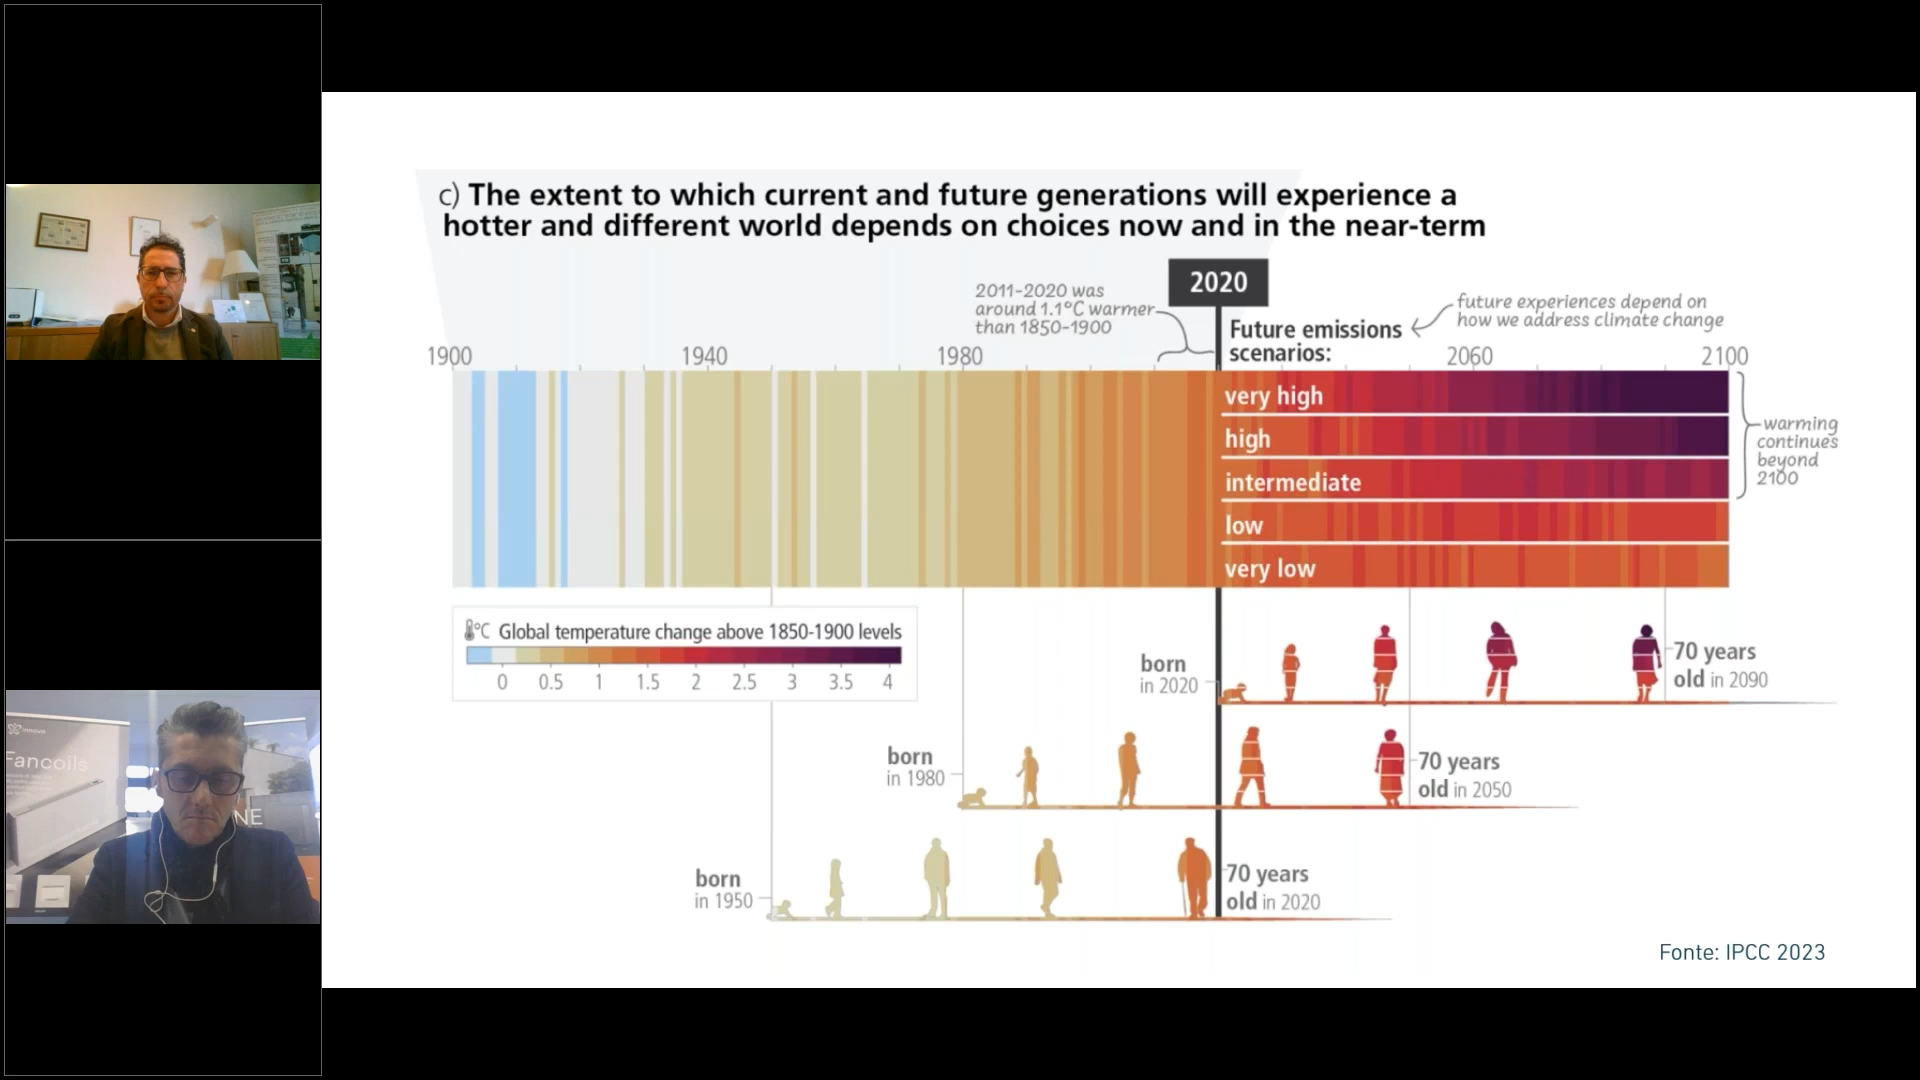 c) The extent to which current and future generations will experience a
hotter and different world depends on choices now and in the near-term
2020
2011-2020 was
around 1.1°C warmer
than 1850-1900
Future emissions
scenarios:
future experiences depend on
how we address climate change
1900
1940
1980
2060
2100
very high
high
intermediate
low
very low
warming
continues
beyond
2100
°C Global temperature change above 1850-1900 levels
0 0.5 1 1.5 2 2.5 3 3.5 4
born
in 2020
70 years
old in 2090
born
in 1980
70 years
old in 2050
born
in 1950
70 years
old in 2020
Fonte: IPCC 2023
innova
Fancoils
NE